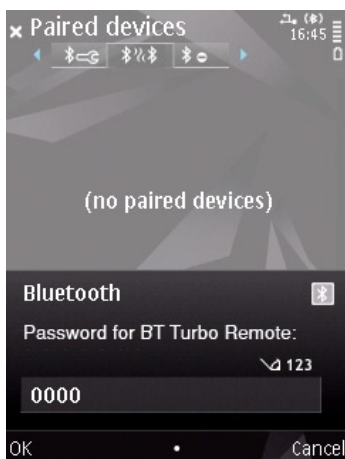 Paired devices
16:45
(no paired devices)
Bluetooth
Password for BT Turbo Remote:
123
0000
OK
Cancel